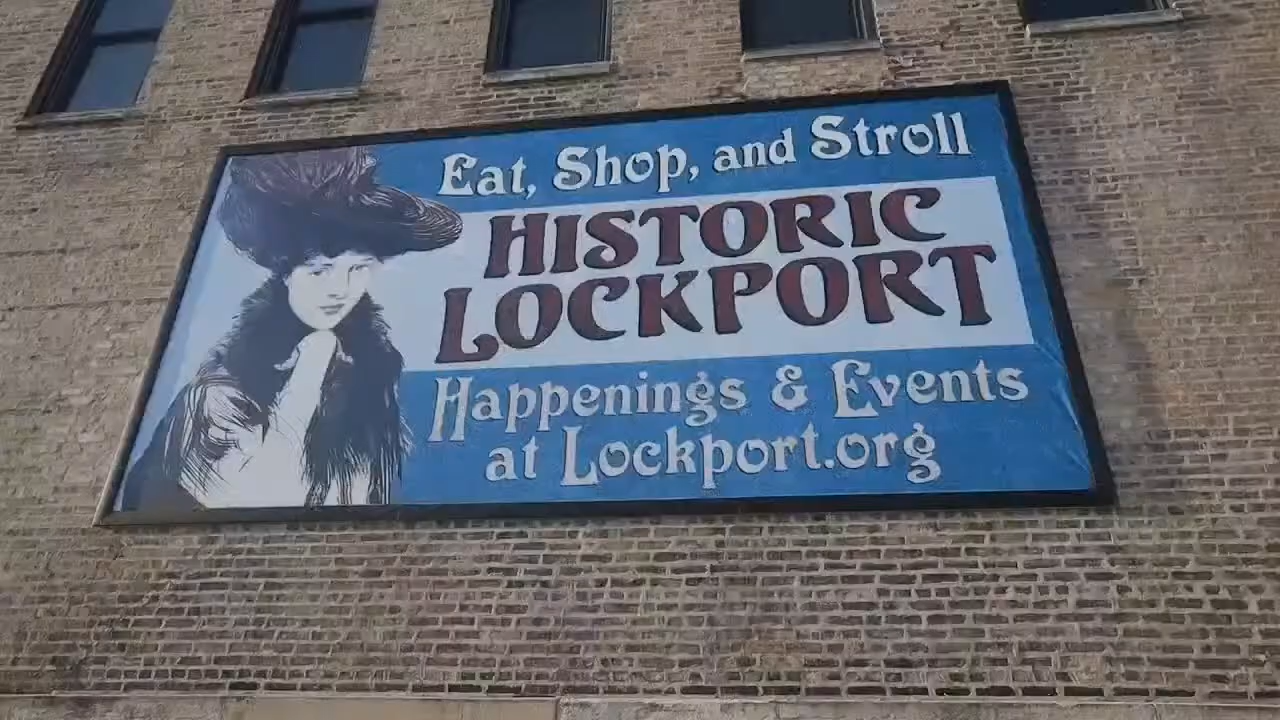 Eat, Shop, and Stroll
HISTORIC
LOCKPORT
Happenings & Events
at Lockport.org